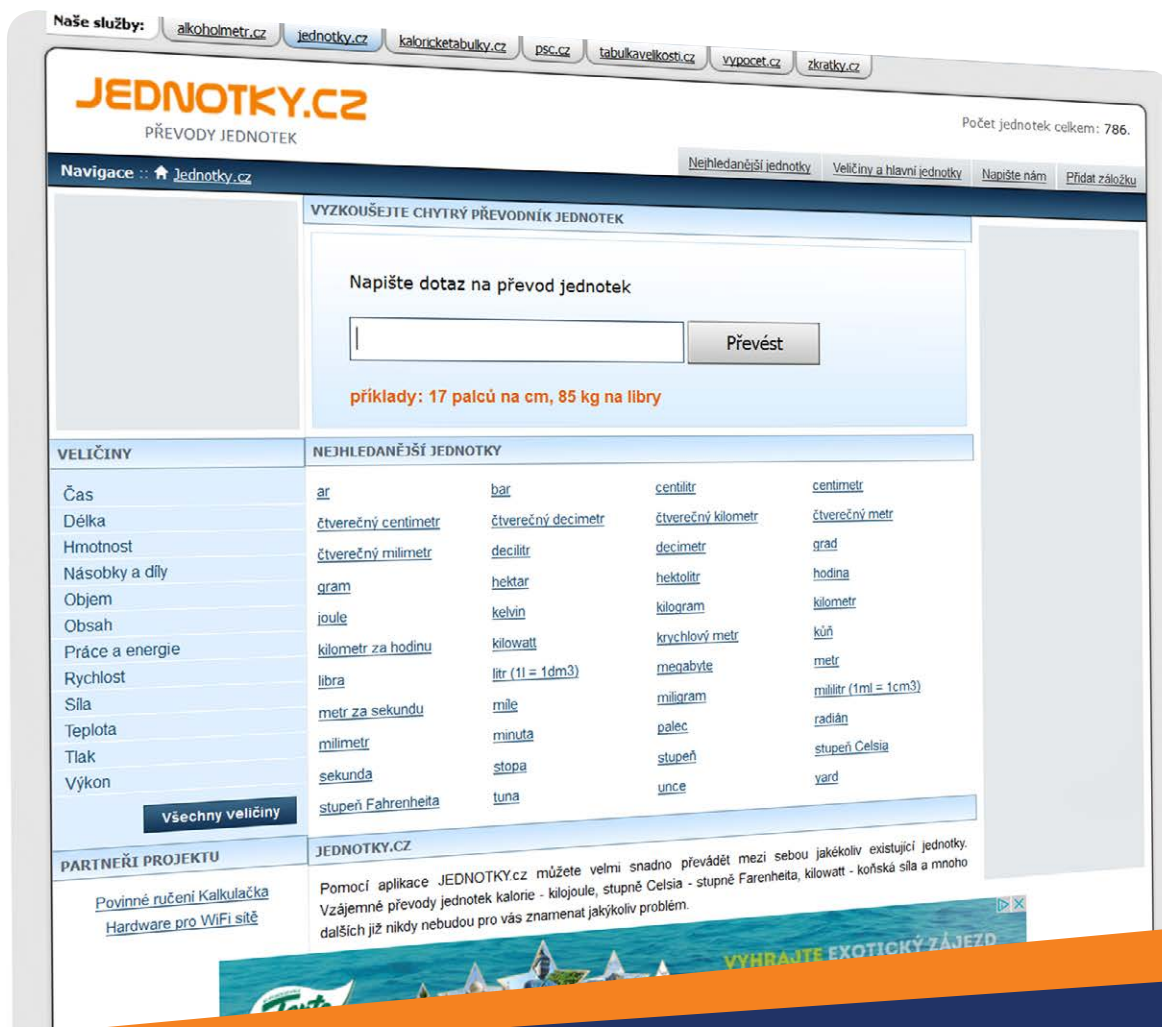 Naše služby: alkoholmetr.cz jednotky.cz kaloricketabulky.cz psc.cz tabulkavelikosti.cz vypocet.cz zkratky.cz
JEDNOTKY.CZ
PŘEVODY JEDNOTEK
Počet jednotek celkem: 786.
Nejhledanější jednotky Veličiny a hlavní jednotky Napište nám Přidat záložku
Navigace :: Jednotky.cz
VYZKOUŠEJTE CHYTRÝ PŘEVODNÍK JEDNOTEK
Napište dotaz na převod jednotek
Převést
příklady: 17 palců na cm, 85 kg na libry
VELIČINY
Čas
Délka
Hmotnost
Násobky a díly
Objem
Obsah
Práce a energie
Rychlost
Síla
Teplota
Tlak
Výkon
Všechny veličiny
PARTNEŘI PROJEKTU
Povinné ručení Kalkulačka
Hardware pro WiFi sítě
NEJHLEDANĚJŠÍ JEDNOTKY
ar bar centilitr centimetr
čtverečný centimetr čtverečný decimetr čtverečný kilometr čtverečný metr
čtverečný milimetr decilitr decimetr grad
gram hektar hektolitr hodina
joule kelvin kilogram kilometr
kilometr za hodinu kilowatt krychlový metr kůň
libra litr (1l = 1dm3) megabyte metr
metr za sekundu míle miligram mililitr (1ml = 1cm3)
milimetr minuta palec radián
sekunda stopa stupeň stupeň Celsia
stupeň Fahrenheita tuna unce yard
JEDNOTKY.CZ
Pomocí aplikace JEDNOTKY.cz můžete velmi snadno převádět mezi sebou jakékoliv existující jednotky.
Vzájemné převody jednotek kalorie - kilojoule, stupně Celsia - stupně Farenheita, kilowatt - koňská síla a mnoho
dalších již nikdy nebudou pro vás znamenat jakýkoliv problém.
VYHRAJTE EXOTICKÝ ZÁJEZD